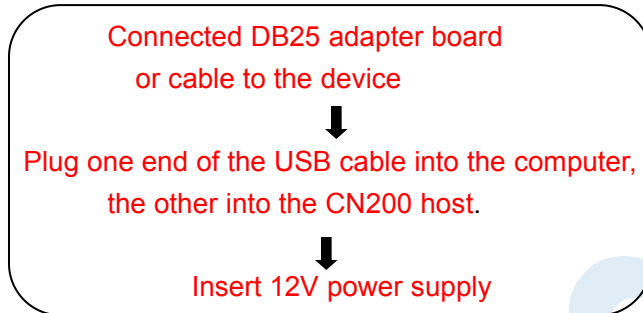 Connected DB25 adapter board
or cable to the device
Plug one end of the USB cable into the computer,
the other into the CN200 host.
Insert 12V power supply